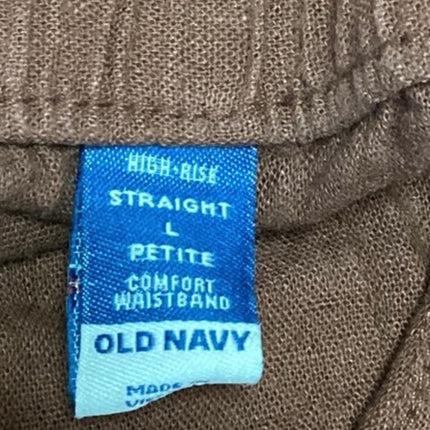 HIGH-RISE
STRAIGHT
L
PETITE
COMFORT
WAISTBAND
OLD NAVY
MADE